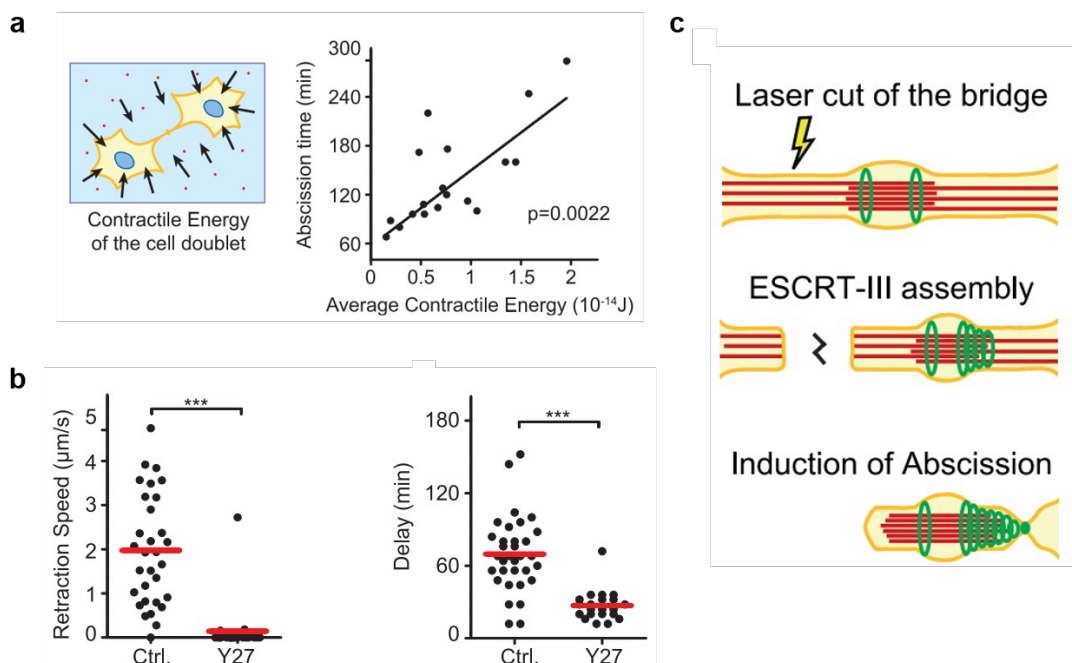 a
Contractile Energy
of the cell doublet
Abscission time (min)
300
240
180
120
60
0
0.5
1
1.5
2
p=0.0022
Average Contractile Energy (10⁻¹⁴J)
b
Retraction Speed (µm/s)
5
4
3
2
1
0
***
Ctrl.
Y27
Delay (min)
180
120
60
0
***
Ctrl.
Y27
c
Laser cut of the bridge
ESCRT-III assembly
Induction of Abscission